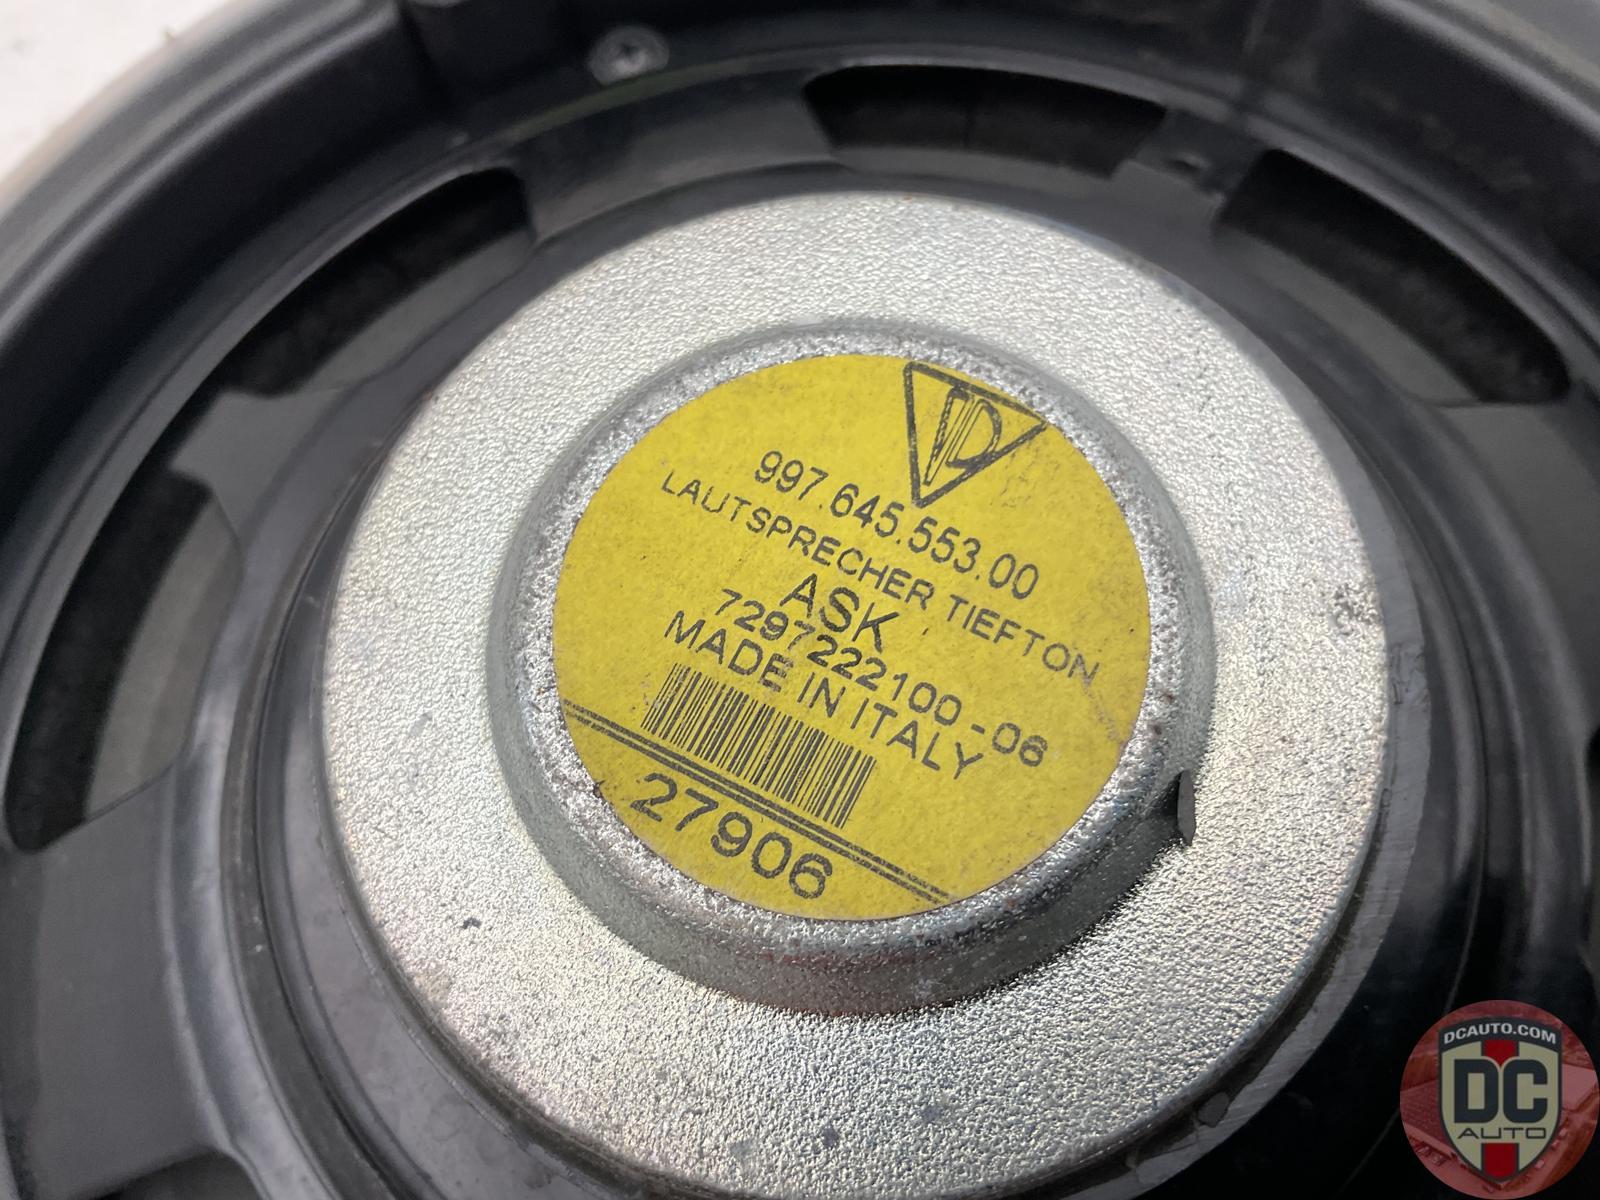 997.645.553.00
LAUTSPRECHER TIEFTON
ASK
7297222100-06
MADE IN ITALY
27906
DCAUTO.COM
DC
AUTO